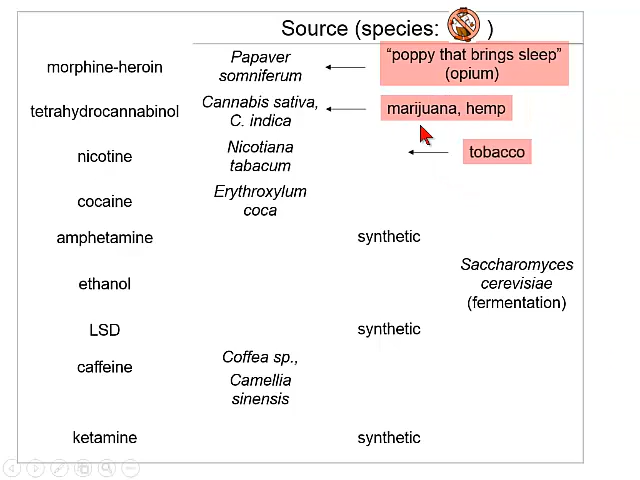 Source (species: )
morphine-heroin
Papaver
somniferum
“poppy that brings sleep”
(opium)
tetrahydrocannabinol
Cannabis sativa,
C. indica
marijuana, hemp
nicotine
Nicotiana
tabacum
tobacco
cocaine
Erythroxylum
coca
amphetamine
synthetic
ethanol
Saccharomyces
cerevisiae
(fermentation)
LSD
synthetic
caffeine
Coffea sp.,
Camellia
sinensis
ketamine
synthetic